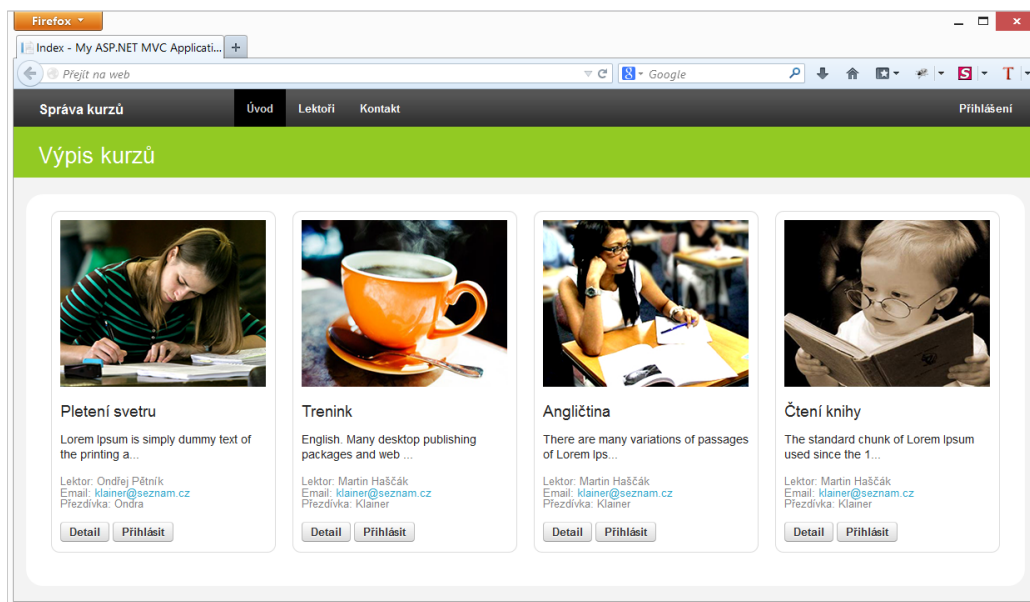 Firefox
Index - My ASP.NET MVC Applicati...
Přejít na web
Google
Správa kurzů
Úvod
Lektoři
Kontakt
Přihlášení
Výpis kurzů
Pletení svetru
Lorem Ipsum is simply dummy text of
the printing a...
Lektor: Ondřej Pětník
Email: klainer@seznam.cz
Přezdívka: Ondra
Detail
Přihlásit
Trenink
English. Many desktop publishing
packages and web ...
Lektor: Martin Haščák
Email: klainer@seznam.cz
Přezdívka: Klainer
Detail
Přihlásit
Angličtina
There are many variations of passages
of Lorem Ips...
Lektor: Martin Haščák
Email: klainer@seznam.cz
Přezdívka: Klainer
Detail
Přihlásit
Čtení knihy
The standard chunk of Lorem Ipsum
used since the 1...
Lektor: Martin Haščák
Email: klainer@seznam.cz
Přezdívka: Klainer
Detail
Přihlásit